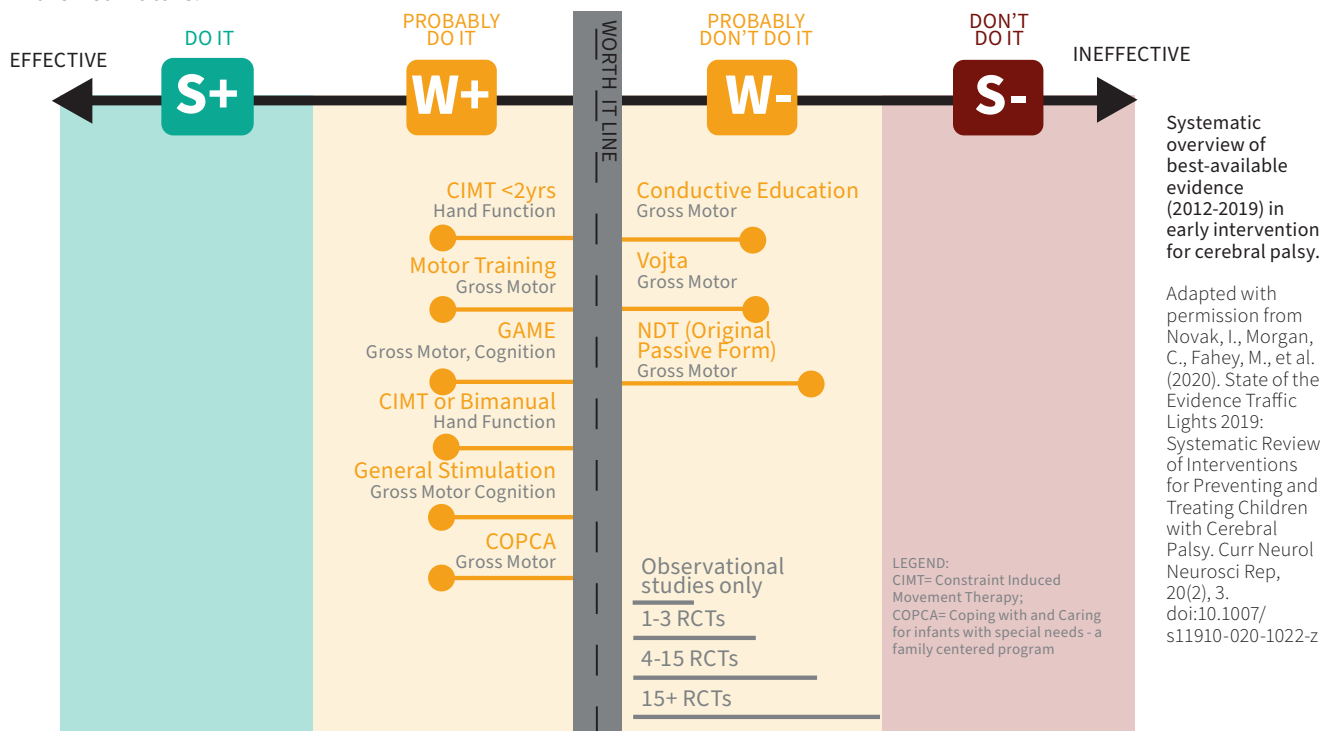 DO IT
PROBABLY
DO IT
PROBABLY
DON'T DO IT
DON'T
DO IT
EFFECTIVE
INEFFECTIVE
S+
W+
W-
S-
WORTH IT LINE
CIMT <2yrs
Hand Function
Motor Training
Gross Motor
GAME
Gross Motor, Cognition
CIMT or Bimanual
Hand Function
General Stimulation
Gross Motor Cognition
COPCA
Gross Motor
Conductive Education
Gross Motor
Vojta
Gross Motor
NDT (Original
Passive Form)
Gross Motor
Observational
studies only
1-3 RCTs
4-15 RCTs
15+ RCTs
LEGEND:
CIMT= Constraint Induced
Movement Therapy;
COPCA= Coping with and Caring
for infants with special needs - a
family centered program
Systematic
overview of
best-available
evidence
(2012-2019) in
early intervention
for cerebral palsy.
Adapted with
permission from
Novak, I., Morgan,
C., Fahey, M., et al.
(2020). State of the
Evidence Traffic
Lights 2019:
Systematic Review
of Interventions
for Preventing and
Treating Children
with Cerebral
Palsy. Curr Neurol
Neurosci Rep,
20(2), 3.
doi:10.1007/
s11910-020-1022-z